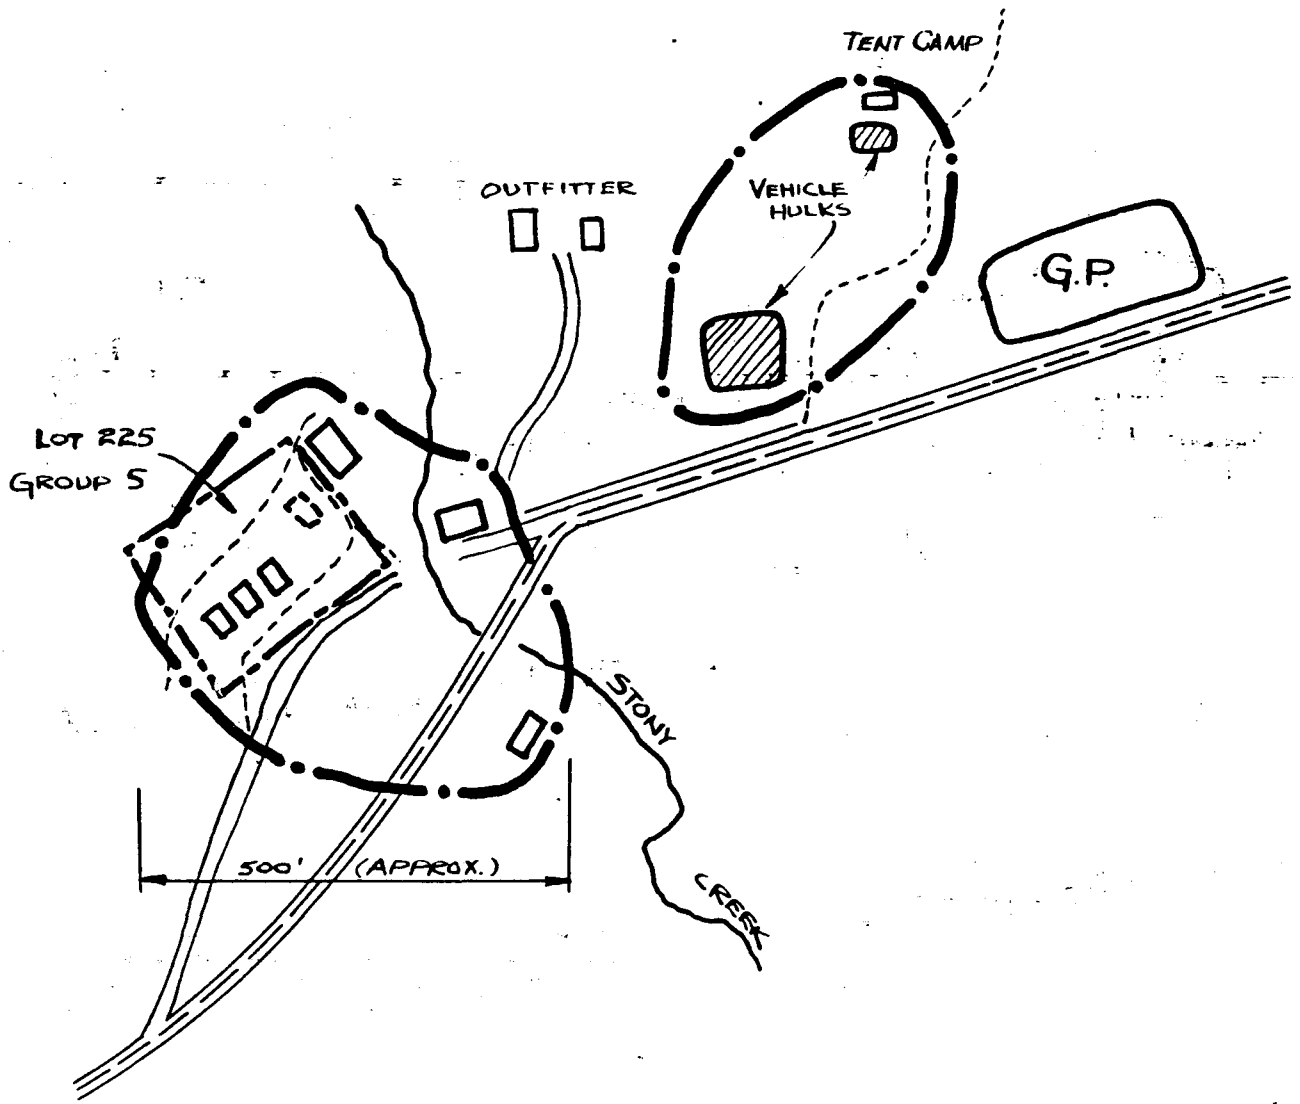 TENT CAMP
OUTFITTER
VEHICLE
HULKS
G.P.
LOT 225
GROUP 5
STONY
CREEK
500' (APPROX.)